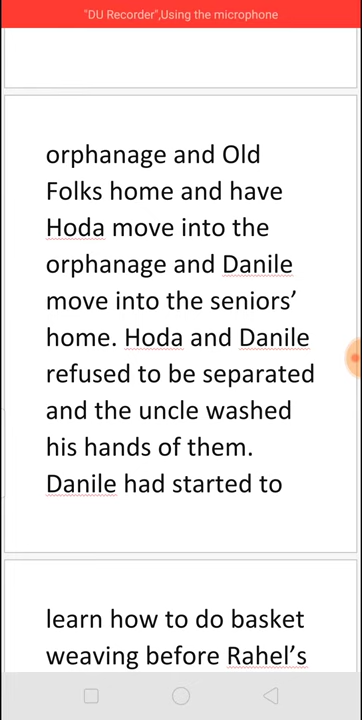 "DU Recorder",Using the microphone
orphanage and Old
Folks home and have
Hoda move into the
orphanage and Danile
move into the seniors’
home. Hoda and Danile
refused to be separated
and the uncle washed
his hands of them.
Danile had started to
learn how to do basket
weaving before Rahel’s